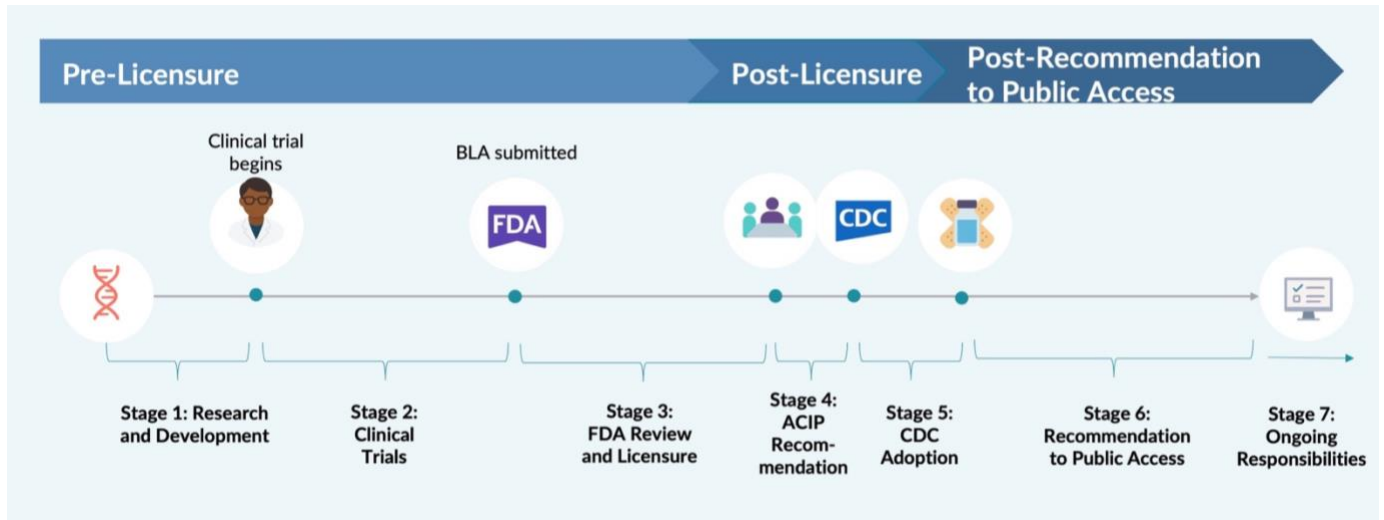 Pre-Licensure
Post-Licensure
Post-Recommendation
to Public Access
Clinical trial
begins
BLA submitted
FDA
CDC
Stage 1: Research
and Development
Stage 2:
Clinical
Trials
Stage 3:
FDA Review
and Licensure
Stage 4:
ACIP
Recom-
mendation
Stage 5:
CDC
Adoption
Stage 6:
Recommendation
to Public Access
Stage 7:
Ongoing
Responsibilities